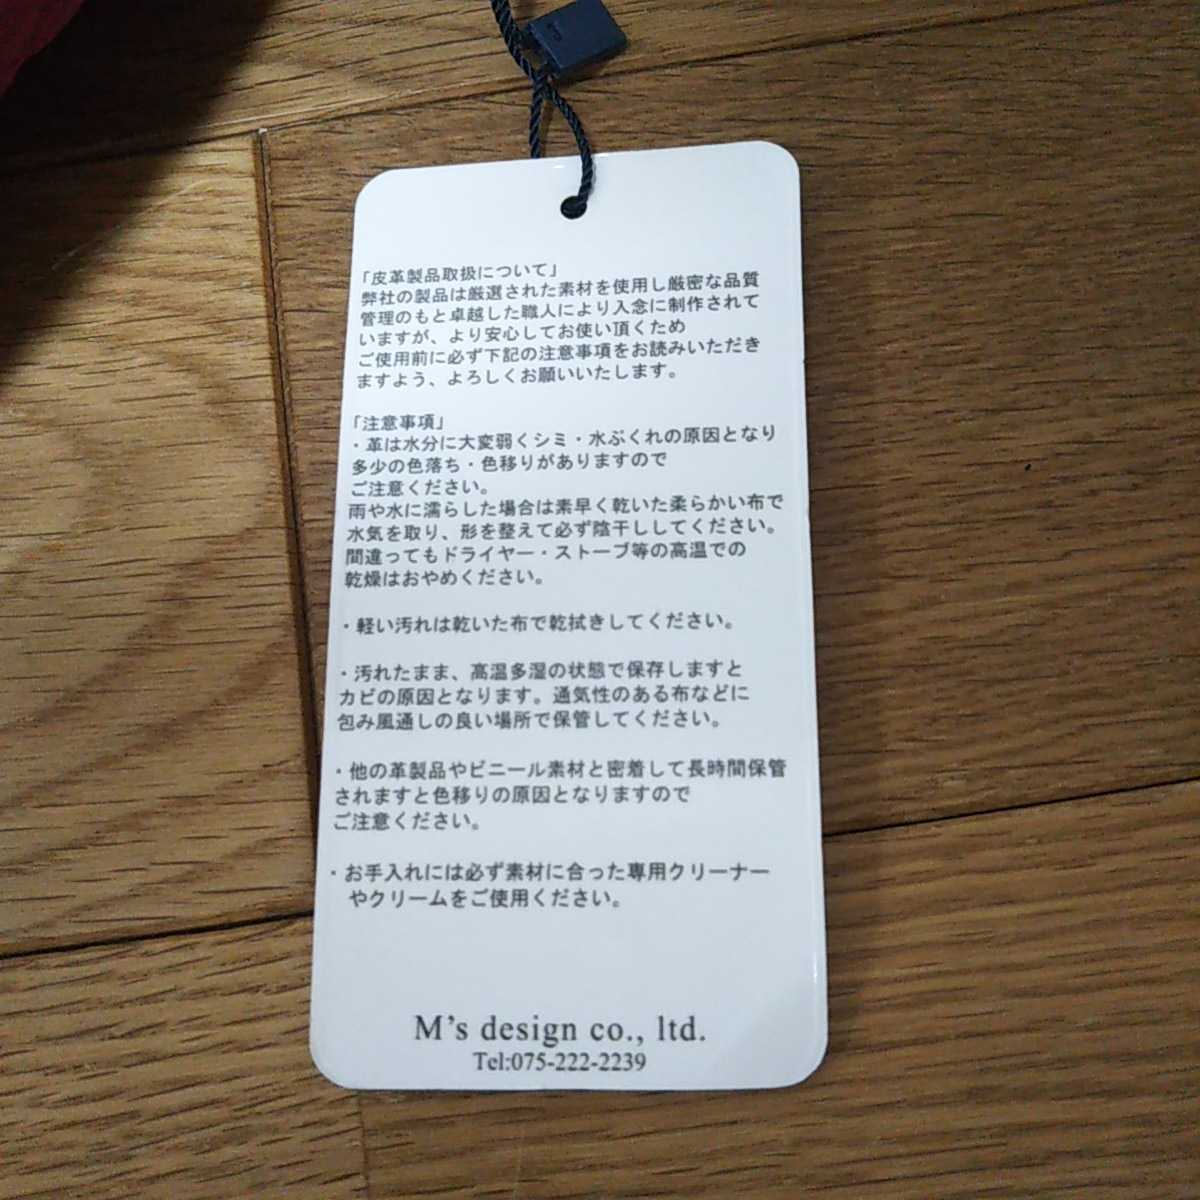 「皮革製品取扱について」
弊社の製品は厳選された素材を使用し厳密な品質
管理のもと卓越した職人により入念に制作されて
いますが、より安心してお使い頂くため
ご使用前に必ず下記の注意事項をお読みいただき
ますよう、よろしくお願いいたします。
「注意事項」
・革は水分に大変弱くシミ・水ぶくれの原因となり
多少の色落ち・色移りがありますので
ご注意ください。
雨や水に濡らした場合は素早く乾いた柔らかい布で
水気を取り、形を整えて必ず陰干ししてください。
間違ってもドライヤー・ストーブ等の高温での
乾燥はおやめください。
・軽い汚れは乾いた布で乾拭きしてください。
・汚れたまま、高温多湿の状態で保存しますと
カビの原因となります。通気性のある布などに
包み風通しの良い場所で保管してください。
・他の革製品やビニール素材と密着して長時間保管
されますと色移りの原因となりますので
ご注意ください。
・お手入れには必ず素材に合った専用クリーナー
やクリームをご使用ください。
M's design co., ltd.
Tel:075-222-2239